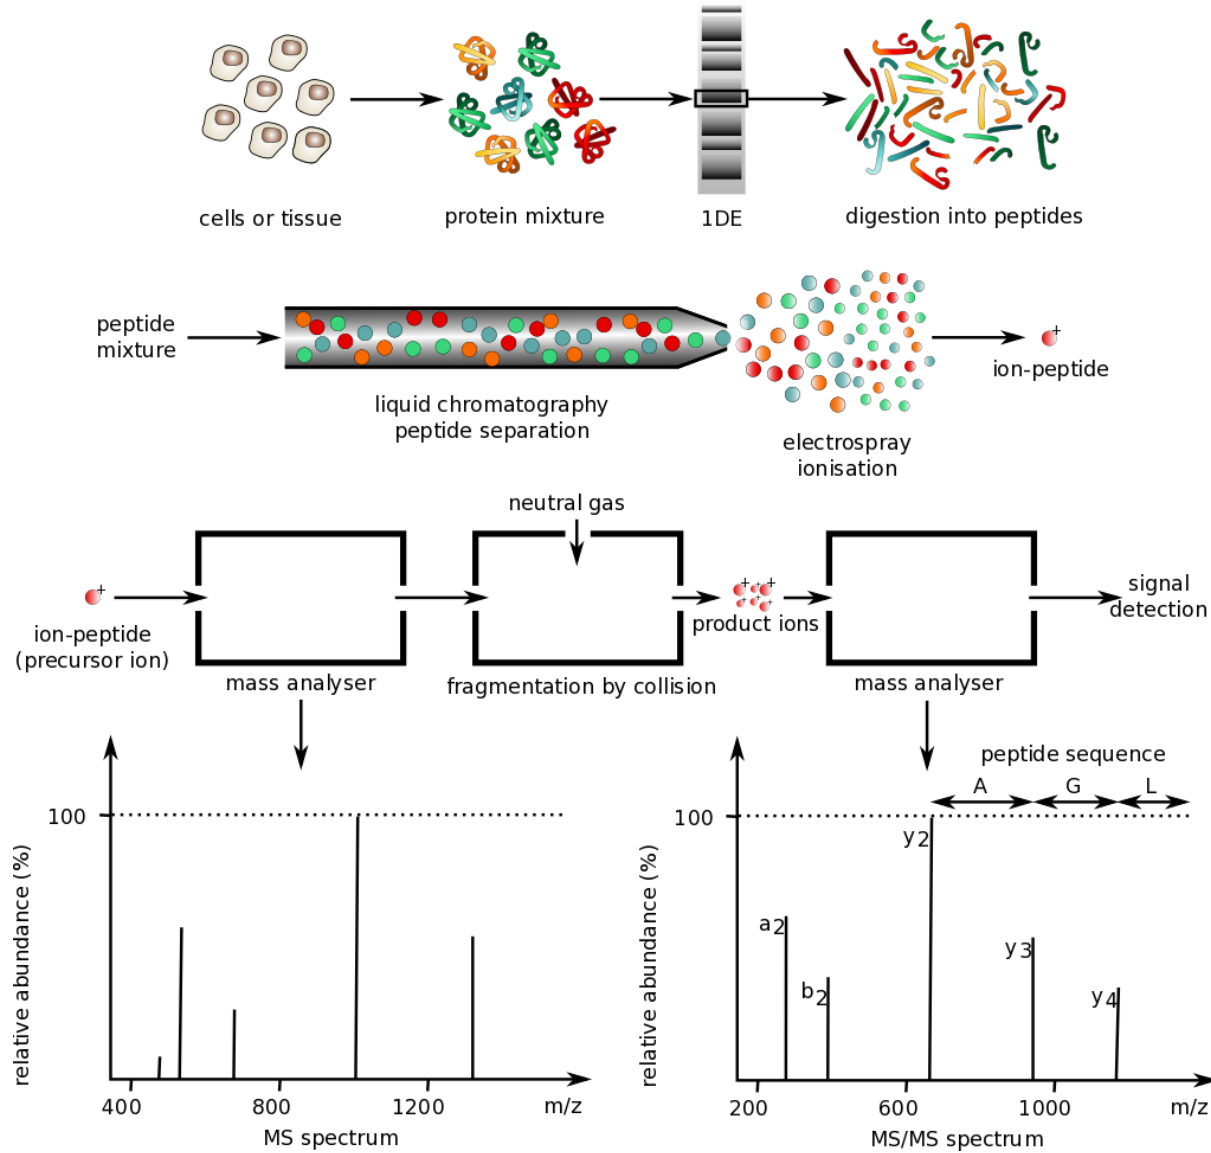 cells or tissue
protein mixture
1DE
digestion into peptides
peptide
mixture
liquid chromatography
peptide separation
electrospray
ionisation
+
ion-peptide
neutral gas
+
ion-peptide
(precursor ion)
mass analyser
fragmentation by collision
+ + +
+ + +
product ions
mass analyser
signal
detection
relative abundance (%)
100
400 800 1200 m/z
MS spectrum
peptide sequence
A G L
relative abundance (%)
100
y2
a2
b2
y3
y4
200 600 1000 m/z
MS/MS spectrum